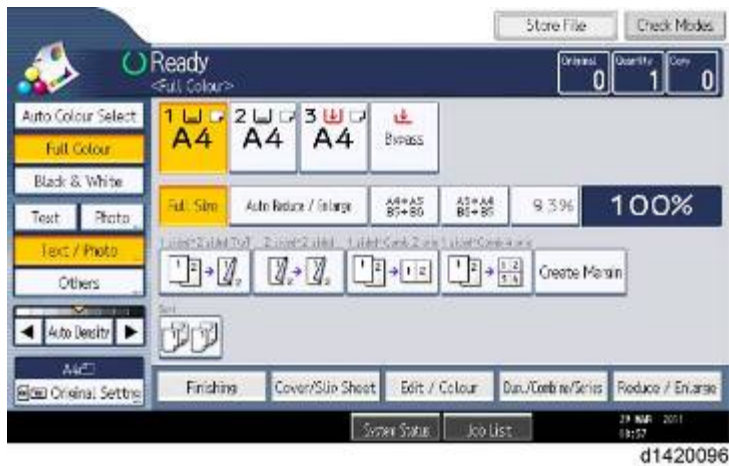 Store File
Check Modes
Ready
<Full Colour>
Original
0
Quantity
1
Copy
0
Auto Colour Select
Full Colour
Black & White
Text
Photo
Text / Photo
Others
Auto Density
A4
Original Setting
1
A4
2
A4
3
A4
Bypass
Full Size
Auto Reduce / Enlarge
A4→A5
B5→B6
A5→A4
B6→B5
93%
100%
Create Margin
Sort
Finishing
Cover/Slip Sheet
Edit / Colour
Dup./Combine/Series
Reduce / Enlarge
System Status
Job List
29 MAR 2011
d1420096